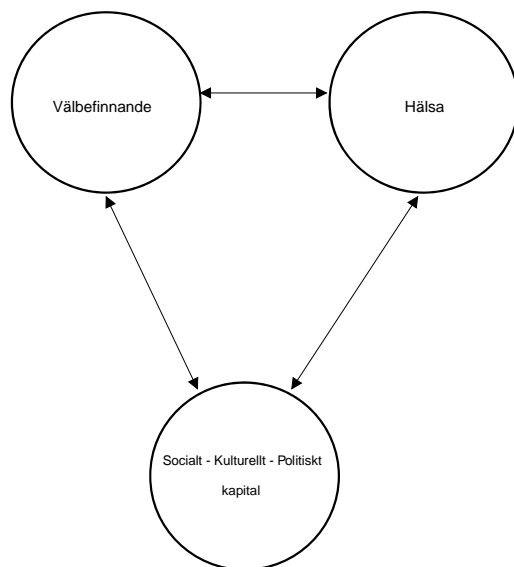 Välbefinnande
Hälsa
Socialt - Kulturellt - Politiskt
kapital